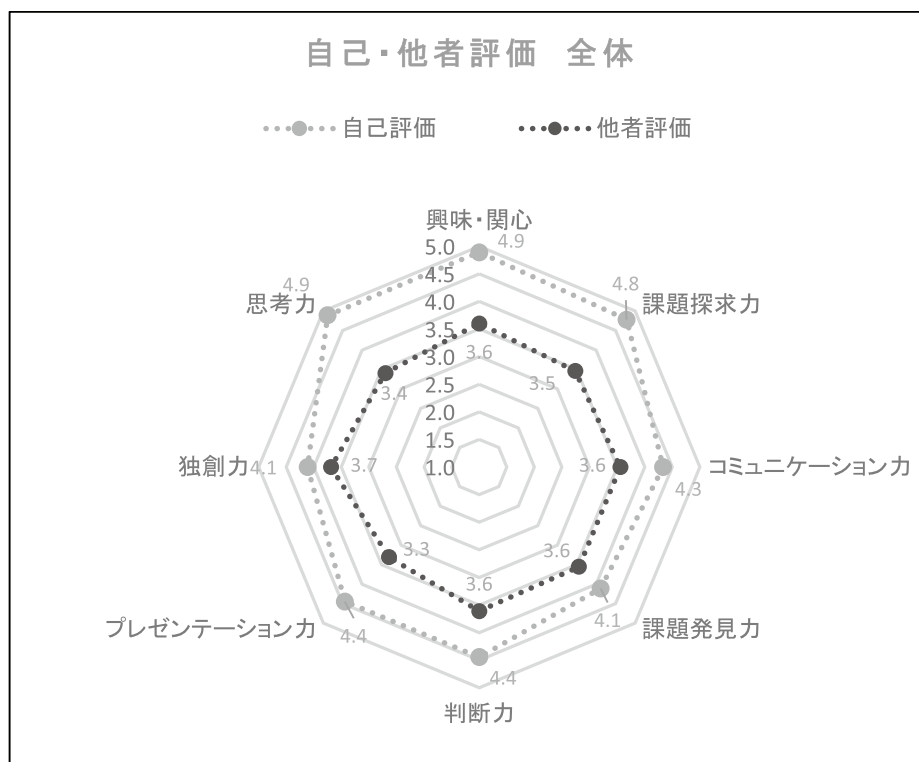 自己・他者評価 全体
自己評価 他者評価
興味・関心
5.0 4.9
4.9 4.8
思考力 4.5 課題探求力
4.0
3.5
3.0 3.6
2.5 3.5
3.4
2.0
1.5
独創力 4.1 3.7 1.0 3.6 コミュニケーション力
4.3
3.3 3.6
3.6
プレゼンテーション力 4.4 4.1 課題発見力
4.4
判断力